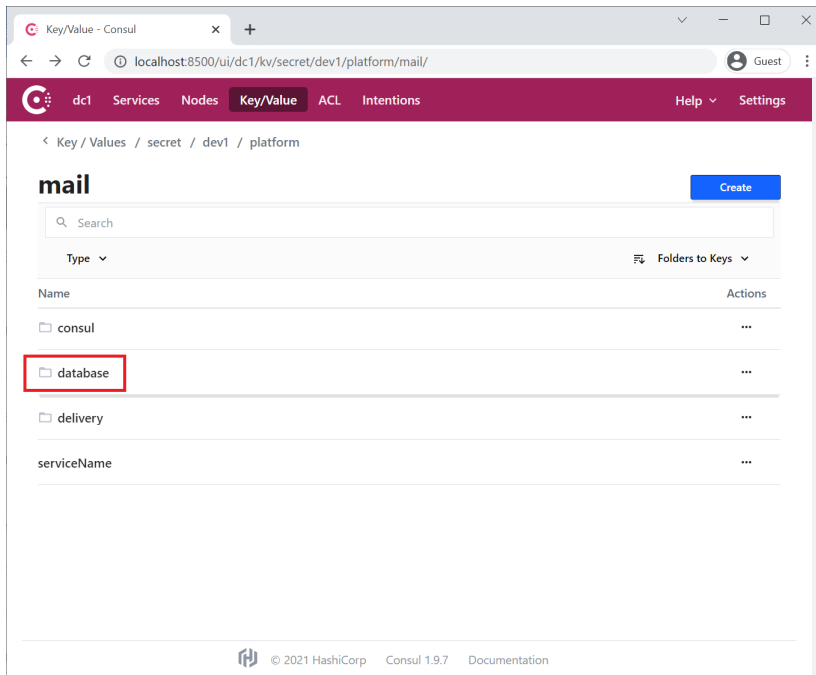 Key/Value - Consul
localhost:8500/ui/dc1/kv/secret/dev1/platform/mail/
Guest
dc1 Services Nodes Key/Value ACL Intentions Help Settings
Key / Values / secret / dev1 / platform
mail
Create
Search
Type Folders to Keys
Name Actions
consul
database
delivery
serviceName
© 2021 HashiCorp Consul 1.9.7 Documentation